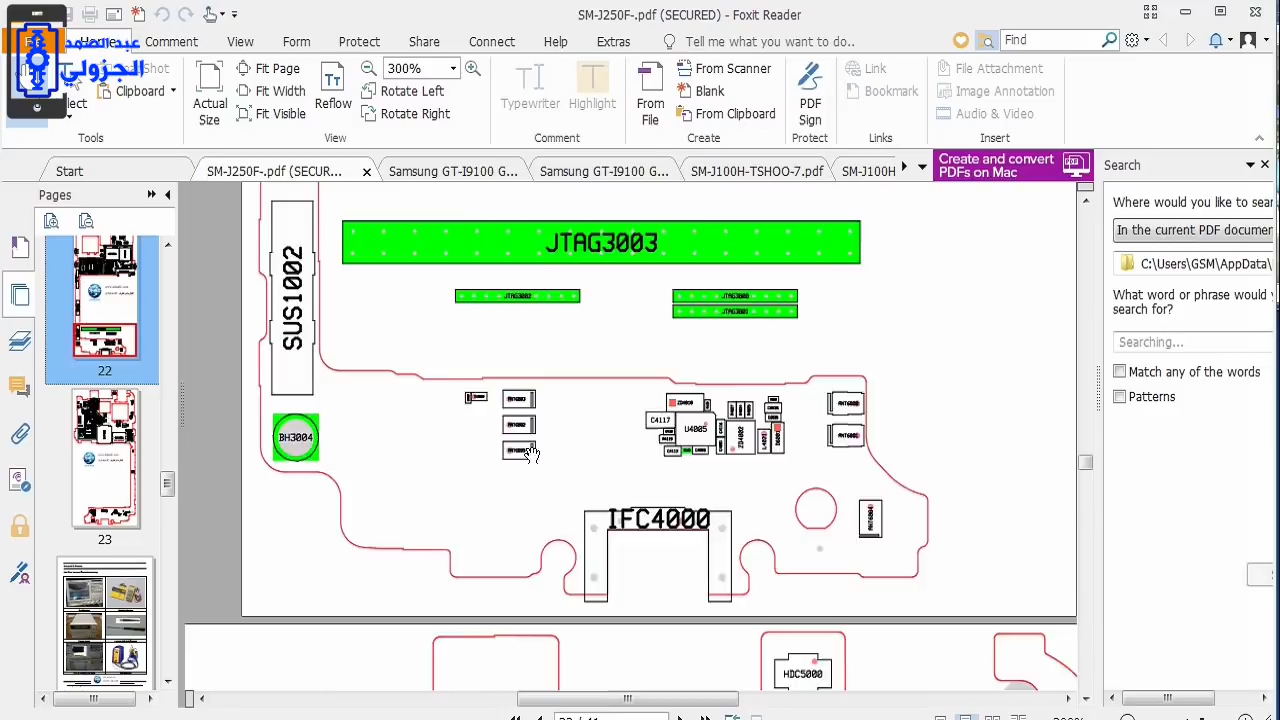 SM-J250F-.pdf (SECURED) - Foxit Reader
Home Comment View Form Protect Share Connect Help Extras Tell me what you want to do.. Find
عبد الصمد
الجزولي
Clipboard
Tools
Actual Size
Fit Page
Fit Width
Fit Visible
Reflow
300%
Rotate Left
Rotate Right
View
Typewriter Highlight
Comment
From File
From Scanner
Blank
From Clipboard
Create
PDF Sign
Protect
Link
Bookmark
Links
File Attachment
Image Annotation
Audio & Video
Insert
Start SM-J250F-.pdf (SECUR... Samsung GT-I9100 G... Samsung GT-I9100 G... SM-J100H-TSHOO-7.pdf SM-J100H
Create and convert
PDFs on Mac
Search
Pages
22
23
JTAG3003
SUS1002
BH3004
C4117
U4005
ZD4002
IFC4000
HDC5000
Where would you like to sear
In the current PDF documen
C:\Users\GSM\AppData\
What word or phrase would y
search for?
Searching...
Match any of the words
Patterns